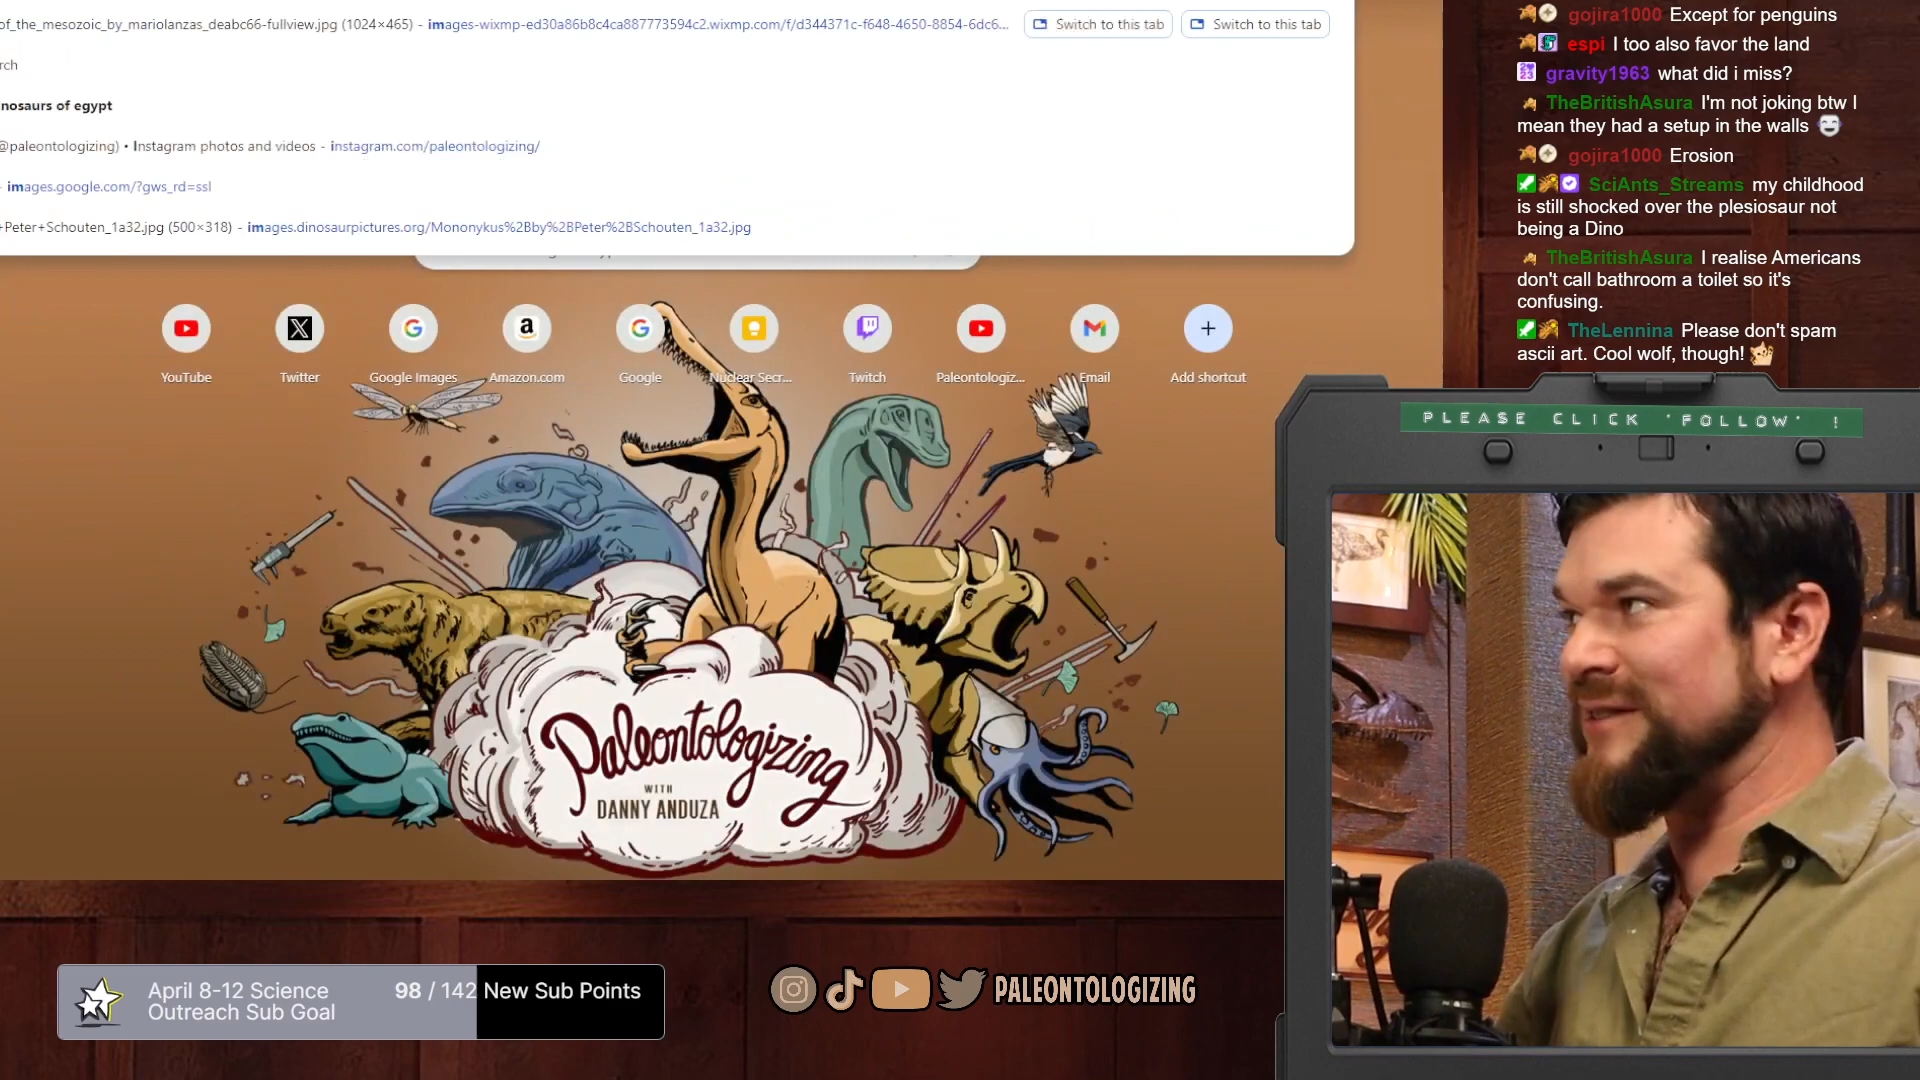 of_the_mesozoic_by_mariolanzas_deabc66-fullview.jpg (1024×465) - images-wixmp-ed30a86b8c4ca887773594c2.wixmp.com/f/d344371c-f648-4650-8854-6dc6...
Switch to this tab
Switch to this tab
rch
nosaurs of egypt
@paleontologizing) • Instagram photos and videos - instagram.com/paleontologizing/
- images.google.com/?gws_rd=ssl
+Peter+Schouten_1a32.jpg (500×318) - images.dinosaurpictures.org/Mononykus%2Bby%2BPeter%2BSchouten_1a32.jpg
YouTube
Twitter
Google Images
Amazon.com
Google
Nuclear Secr...
Twitch
Paleontologiz...
Email
Add shortcut
Paleontologizing
WITH
DANNY ANDUZA
gojira1000 Except for penguins
espi I too also favor the land
gravity1963 what did i miss?
TheBritishAsura I'm not joking btw I
mean they had a setup in the walls
gojira1000 Erosion
SciAnts_Streams my childhood
is still shocked over the plesiosaur not
being a Dino
TheBritishAsura I realise Americans
don't call bathroom a toilet so it's
confusing.
TheLennina Please don't spam
ascii art. Cool wolf, though!
PLEASE CLICK 'FOLLOW' !
April 8-12 Science
Outreach Sub Goal
98 / 142 New Sub Points
PALEONTOLOGIZING